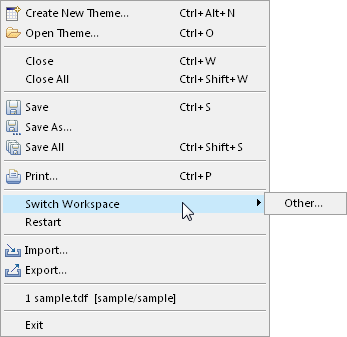 Create New Theme... Ctrl+Alt+N
Open Theme... Ctrl+O
Close Ctrl+W
Close All Ctrl+Shift+W
Save Ctrl+S
Save As...
Save All Ctrl+Shift+S
Print... Ctrl+P
Switch Workspace Other...
Restart
Import...
Export...
1 sample.tdf [sample/sample]
Exit